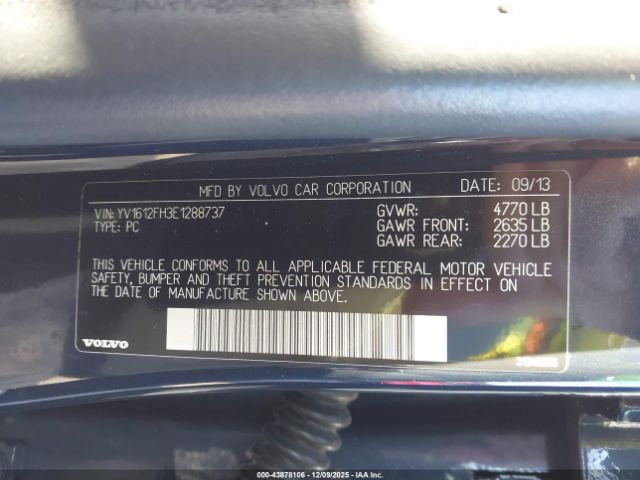 MFD BY VOLVO CAR CORPORATION DATE: 09/13
VIN: YV1612FH3E1288737 GVWR: 4770 LB
TYPE: PC GAWR FRONT: 2635 LB
GAWR REAR: 2270 LB
THIS VEHICLE CONFORMS TO ALL APPLICABLE FEDERAL MOTOR VEHICLE
SAFETY, BUMPER AND THEFT PREVENTION STANDARDS IN EFFECT ON
THE DATE OF MANUFACTURE SHOWN ABOVE.
VOLVO
000-43878106 - 12/09/2025 - IAA Inc.